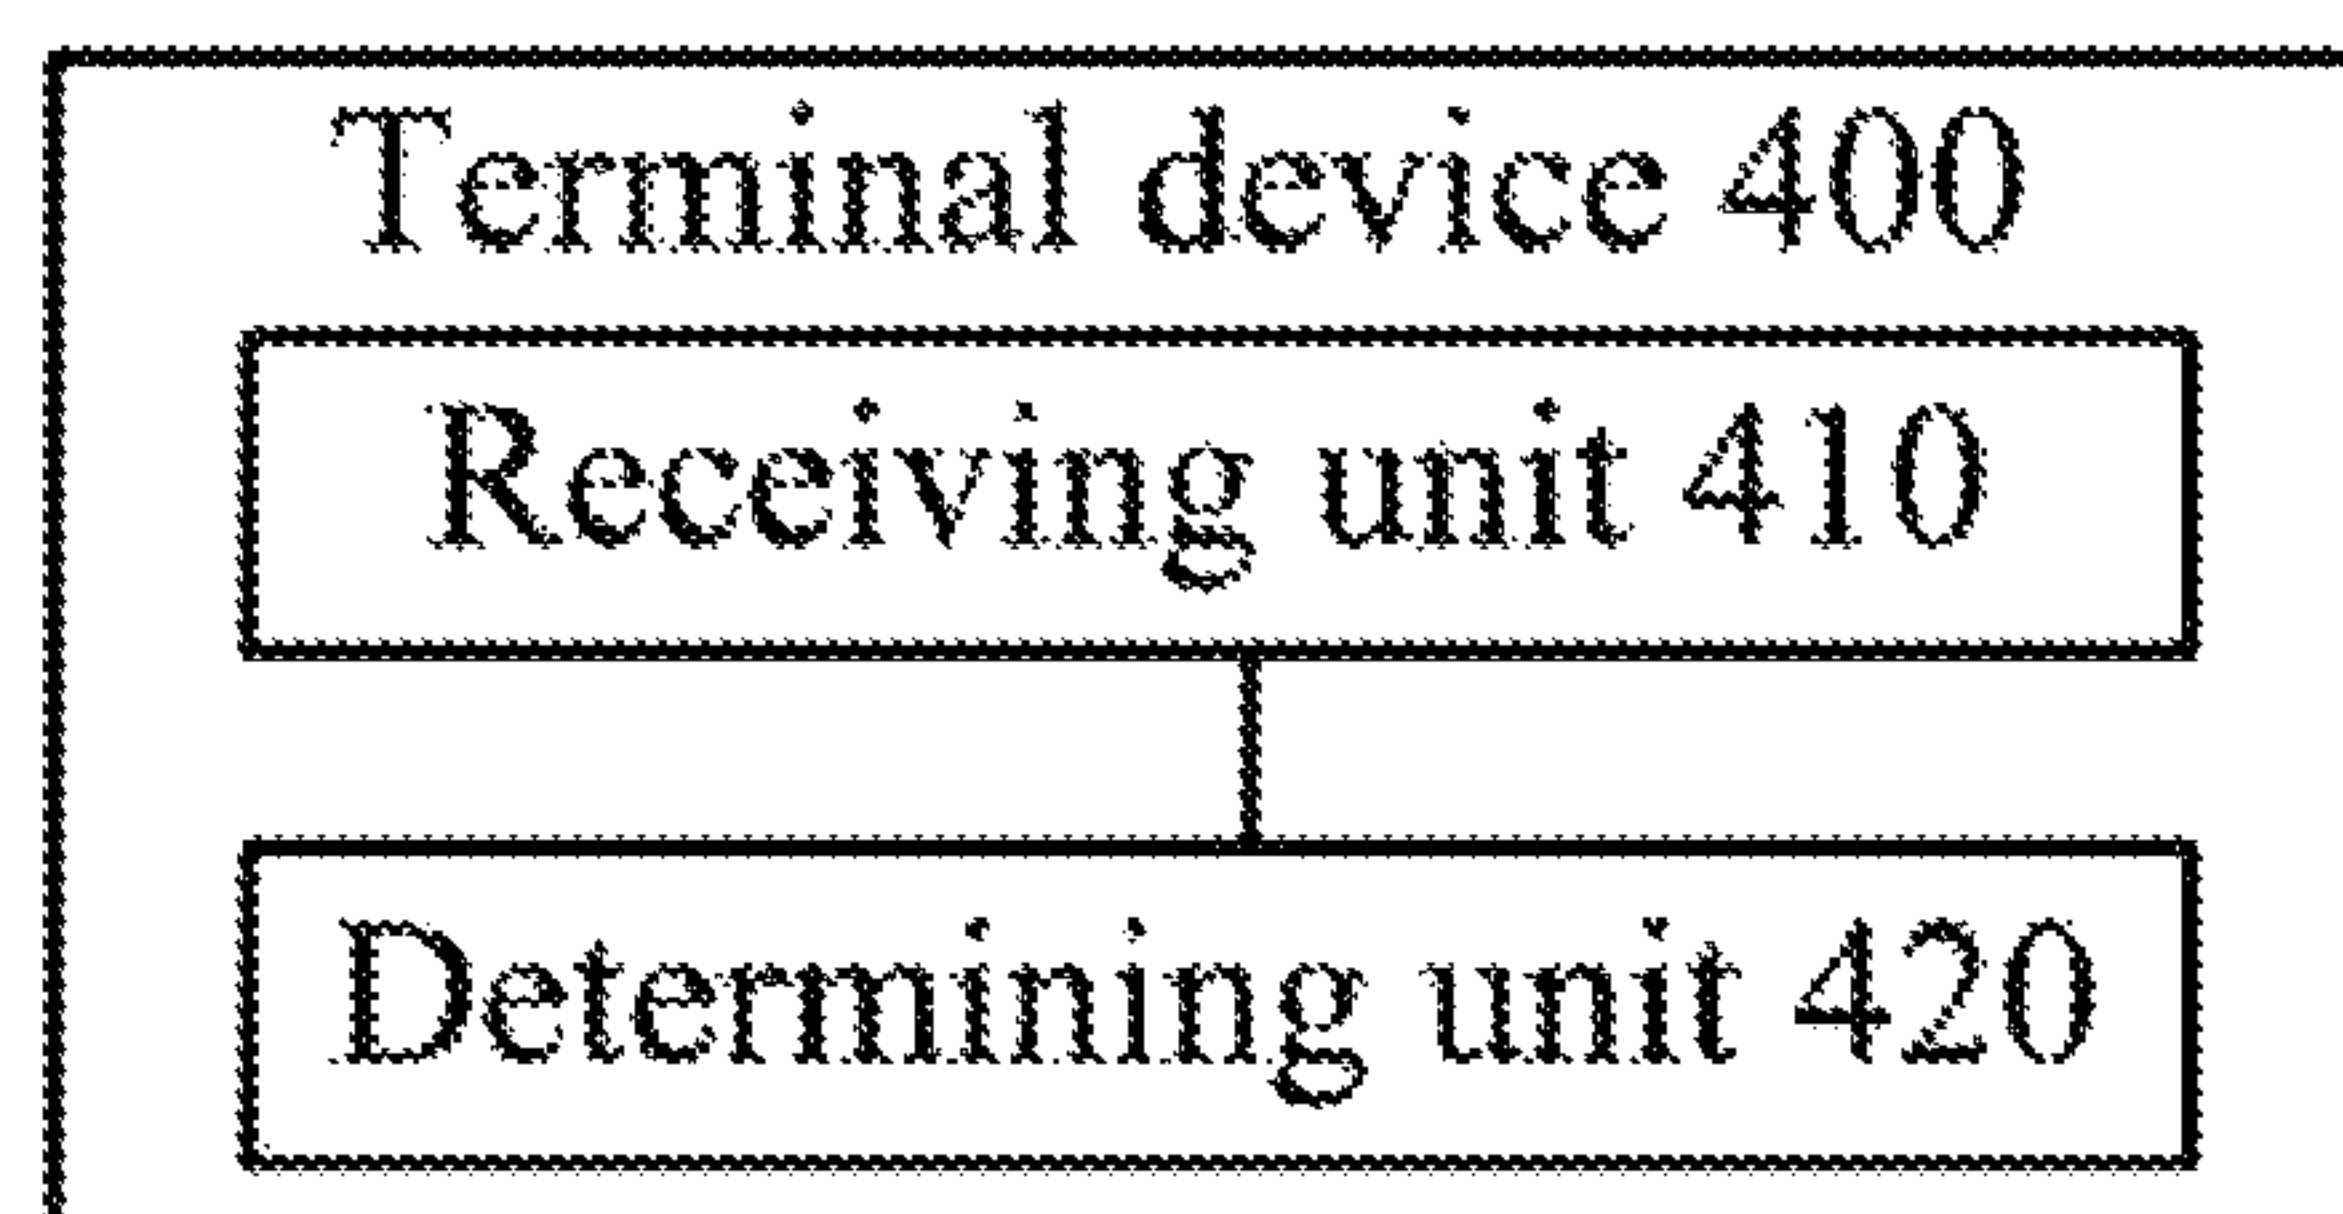 Terminal device 400
Receiving unit 410
Determining unit 420